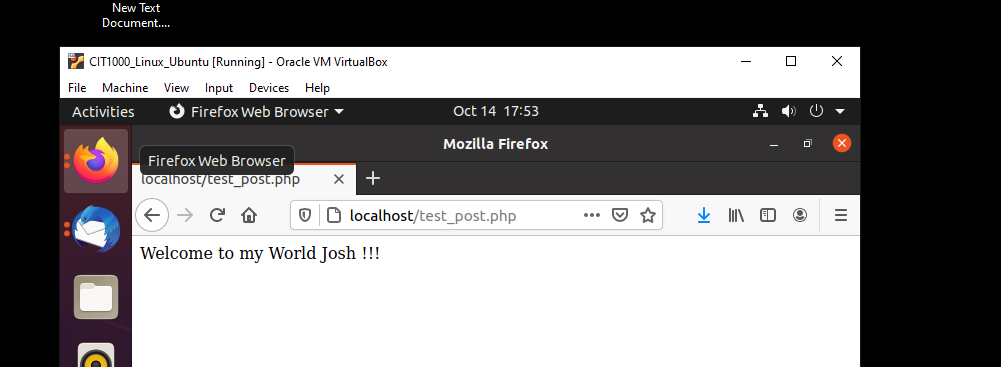 New Text
Document....
CIT1000_Linux_Ubuntu [Running] - Oracle VM VirtualBox
File Machine View Input Devices Help
Activities Firefox Web Browser Oct 14 17:53
Mozilla Firefox
Firefox Web Browser
localhost/test_post.php
localhost/test_post.php
Welcome to my World Josh !!!